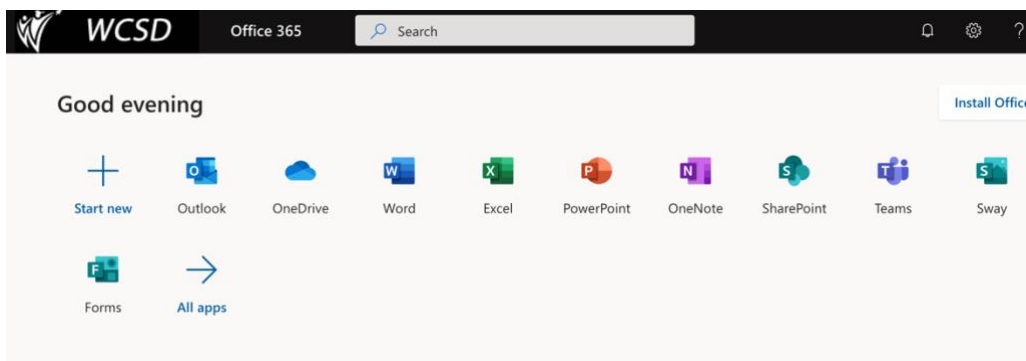 WCSD Office 365 Search ?
Good evening
Install Office
Start new Outlook OneDrive Word Excel PowerPoint OneNote SharePoint Teams Sway
Forms All apps